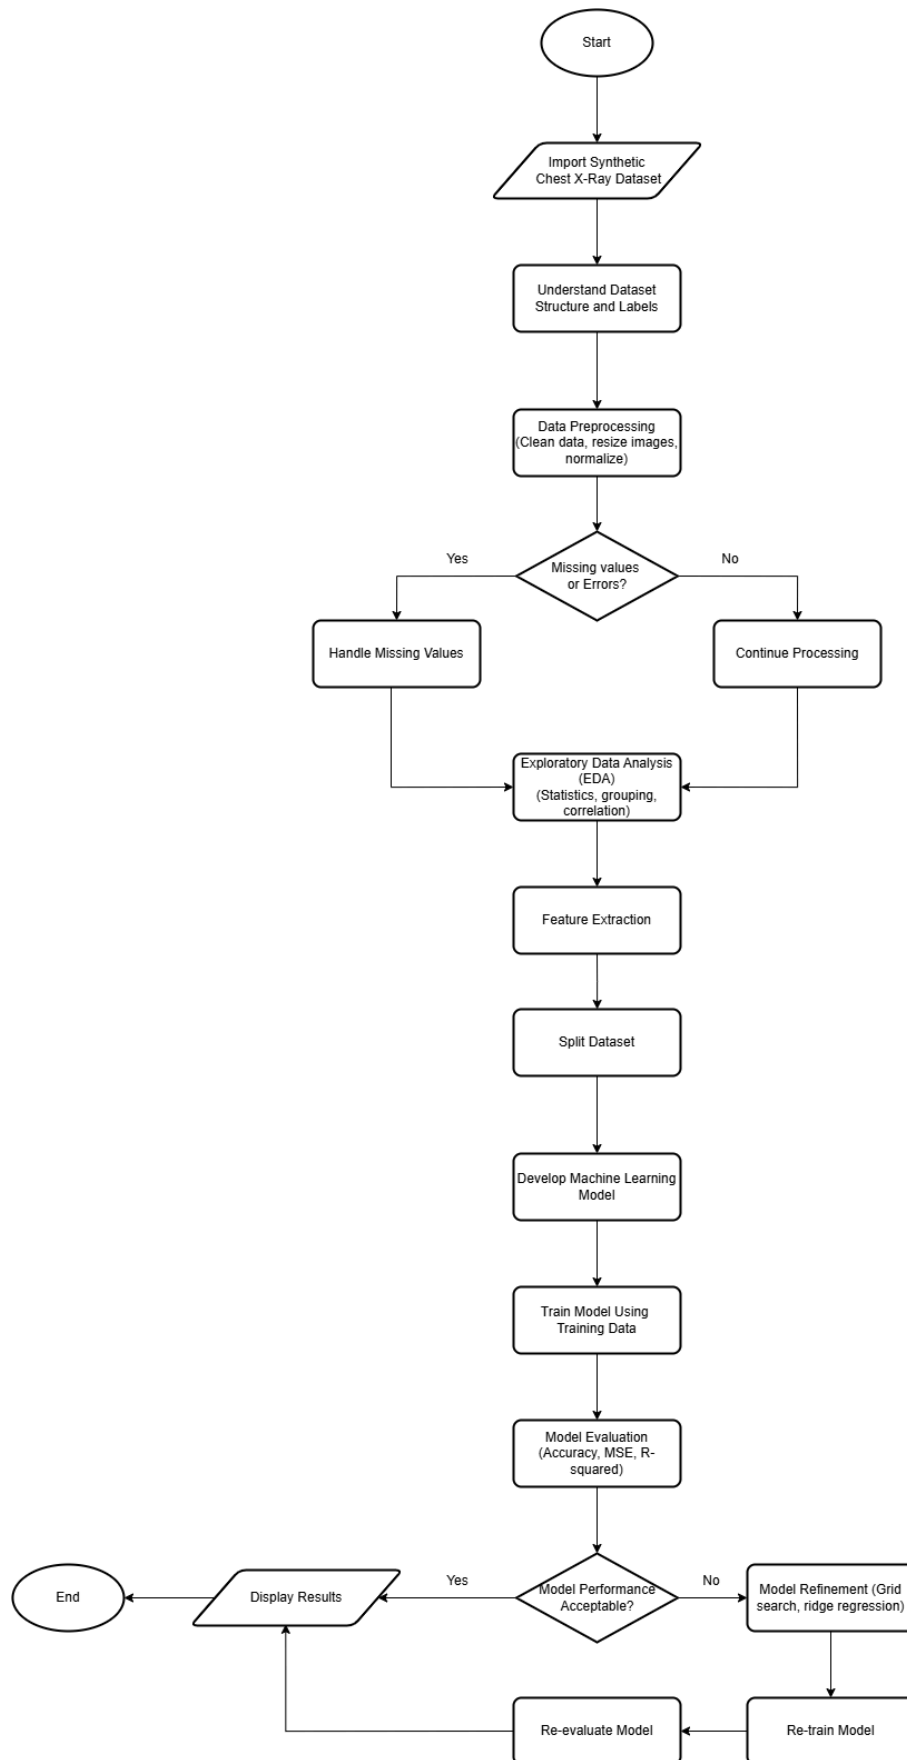 Start
Import Synthetic
Chest X-Ray Dataset
Understand Dataset
Structure and Labels
Data Preprocessing
(Clean data, resize images,
normalize)
Missing values
or Errors?
Yes
No
Handle Missing Values
Continue Processing
Exploratory Data Analysis
(EDA)
(Statistics, grouping,
correlation)
Feature Extraction
Split Dataset
Develop Machine Learning
Model
Train Model Using
Training Data
Model Evaluation
(Accuracy, MSE, R-
squared)
Model Performance
Acceptable?
Yes
No
Display Results
End
Model Refinement (Grid
search, ridge regression)
Re-train Model
Re-evaluate Model